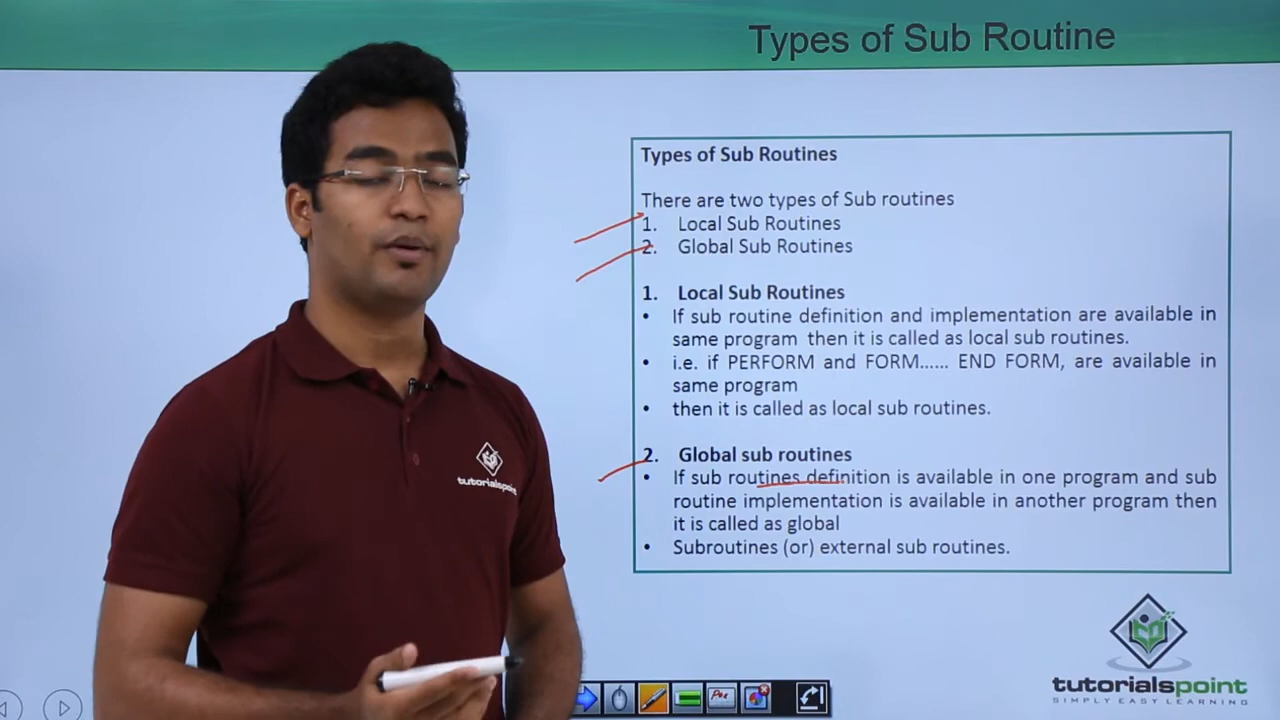 Types of Sub Routine
Types of Sub Routines
There are two types of Sub routines
1. Local Sub Routines
2. Global Sub Routines
1. Local Sub Routines
• If sub routine definition and implementation are available in
same program then it is called as local sub routines.
• i.e. if PERFORM and FORM...... END FORM, are available in
same program
• then it is called as local sub routines.
2. Global sub routines
• If sub routines definition is available in one program and sub
routine implementation is available in another program then
it is called as global
• Subroutines (or) external sub routines.
tutorialspoint
tutorialspoint
SIMPLY EASY LEARNING
Pen